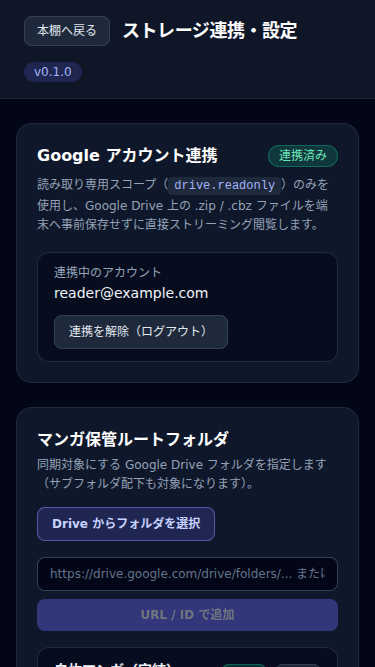 本棚へ戻る ストレージ連携・設定
v0.1.0
Google アカウント連携 連携済み
読み取り専用スコープ（ drive.readonly ）のみを
使用し、Google Drive 上の .zip / .cbz ファイルを端
末へ事前保存せずに直接ストリーミング閲覧します。
連携中のアカウント
reader@example.com
連携を解除（ログアウト）
マンガ保管ルートフォルダ
同期対象にする Google Drive フォルダを指定します
（サブフォルダ配下も対象になります）。
Drive からフォルダを選択
https://drive.google.com/drive/folders/... または
URL / ID で追加